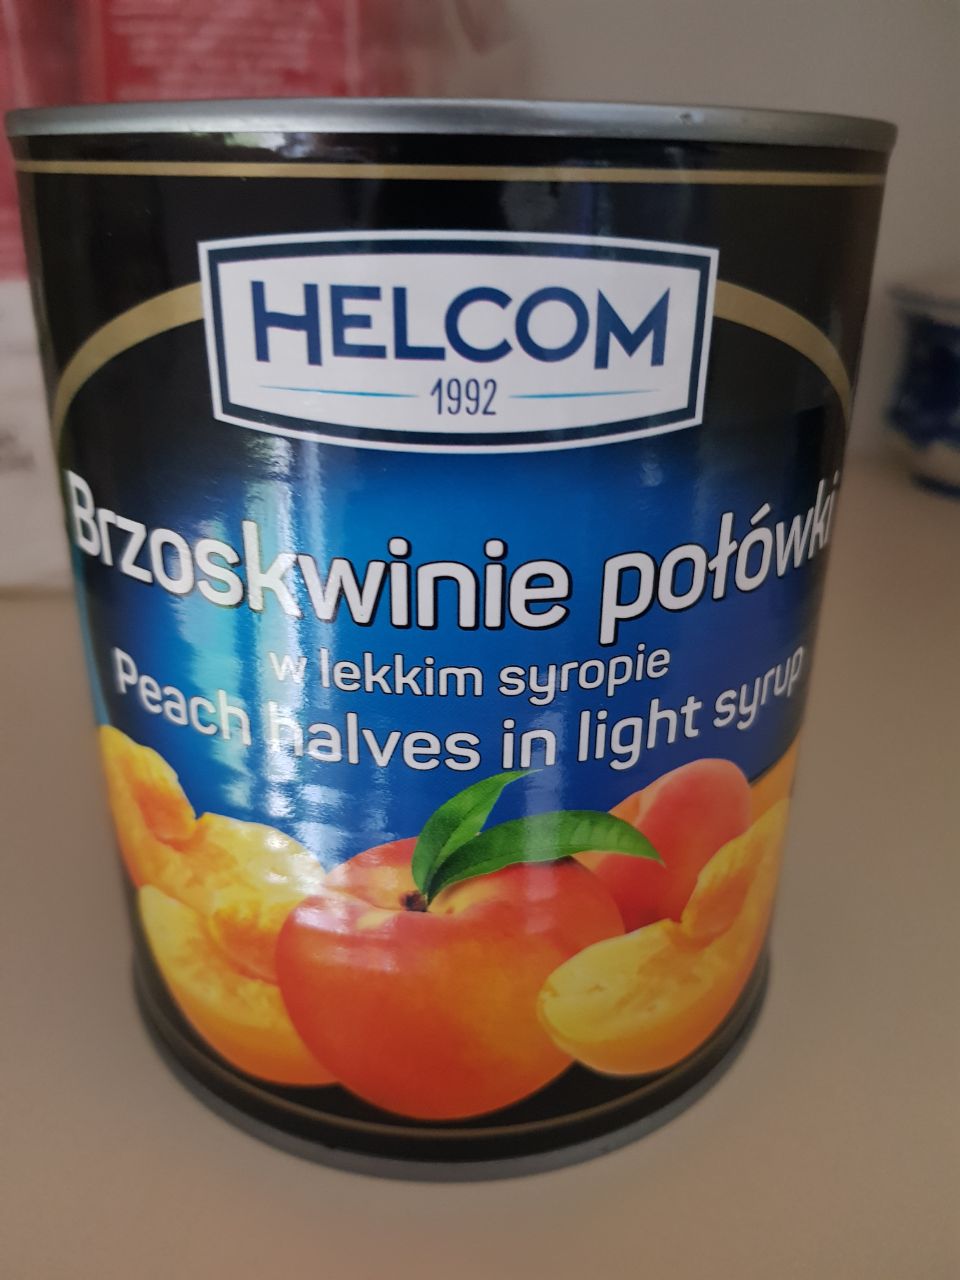 HELCOM
1992
Brzoskwinie połówki
w lekkim syropie
Peach halves in light syrup